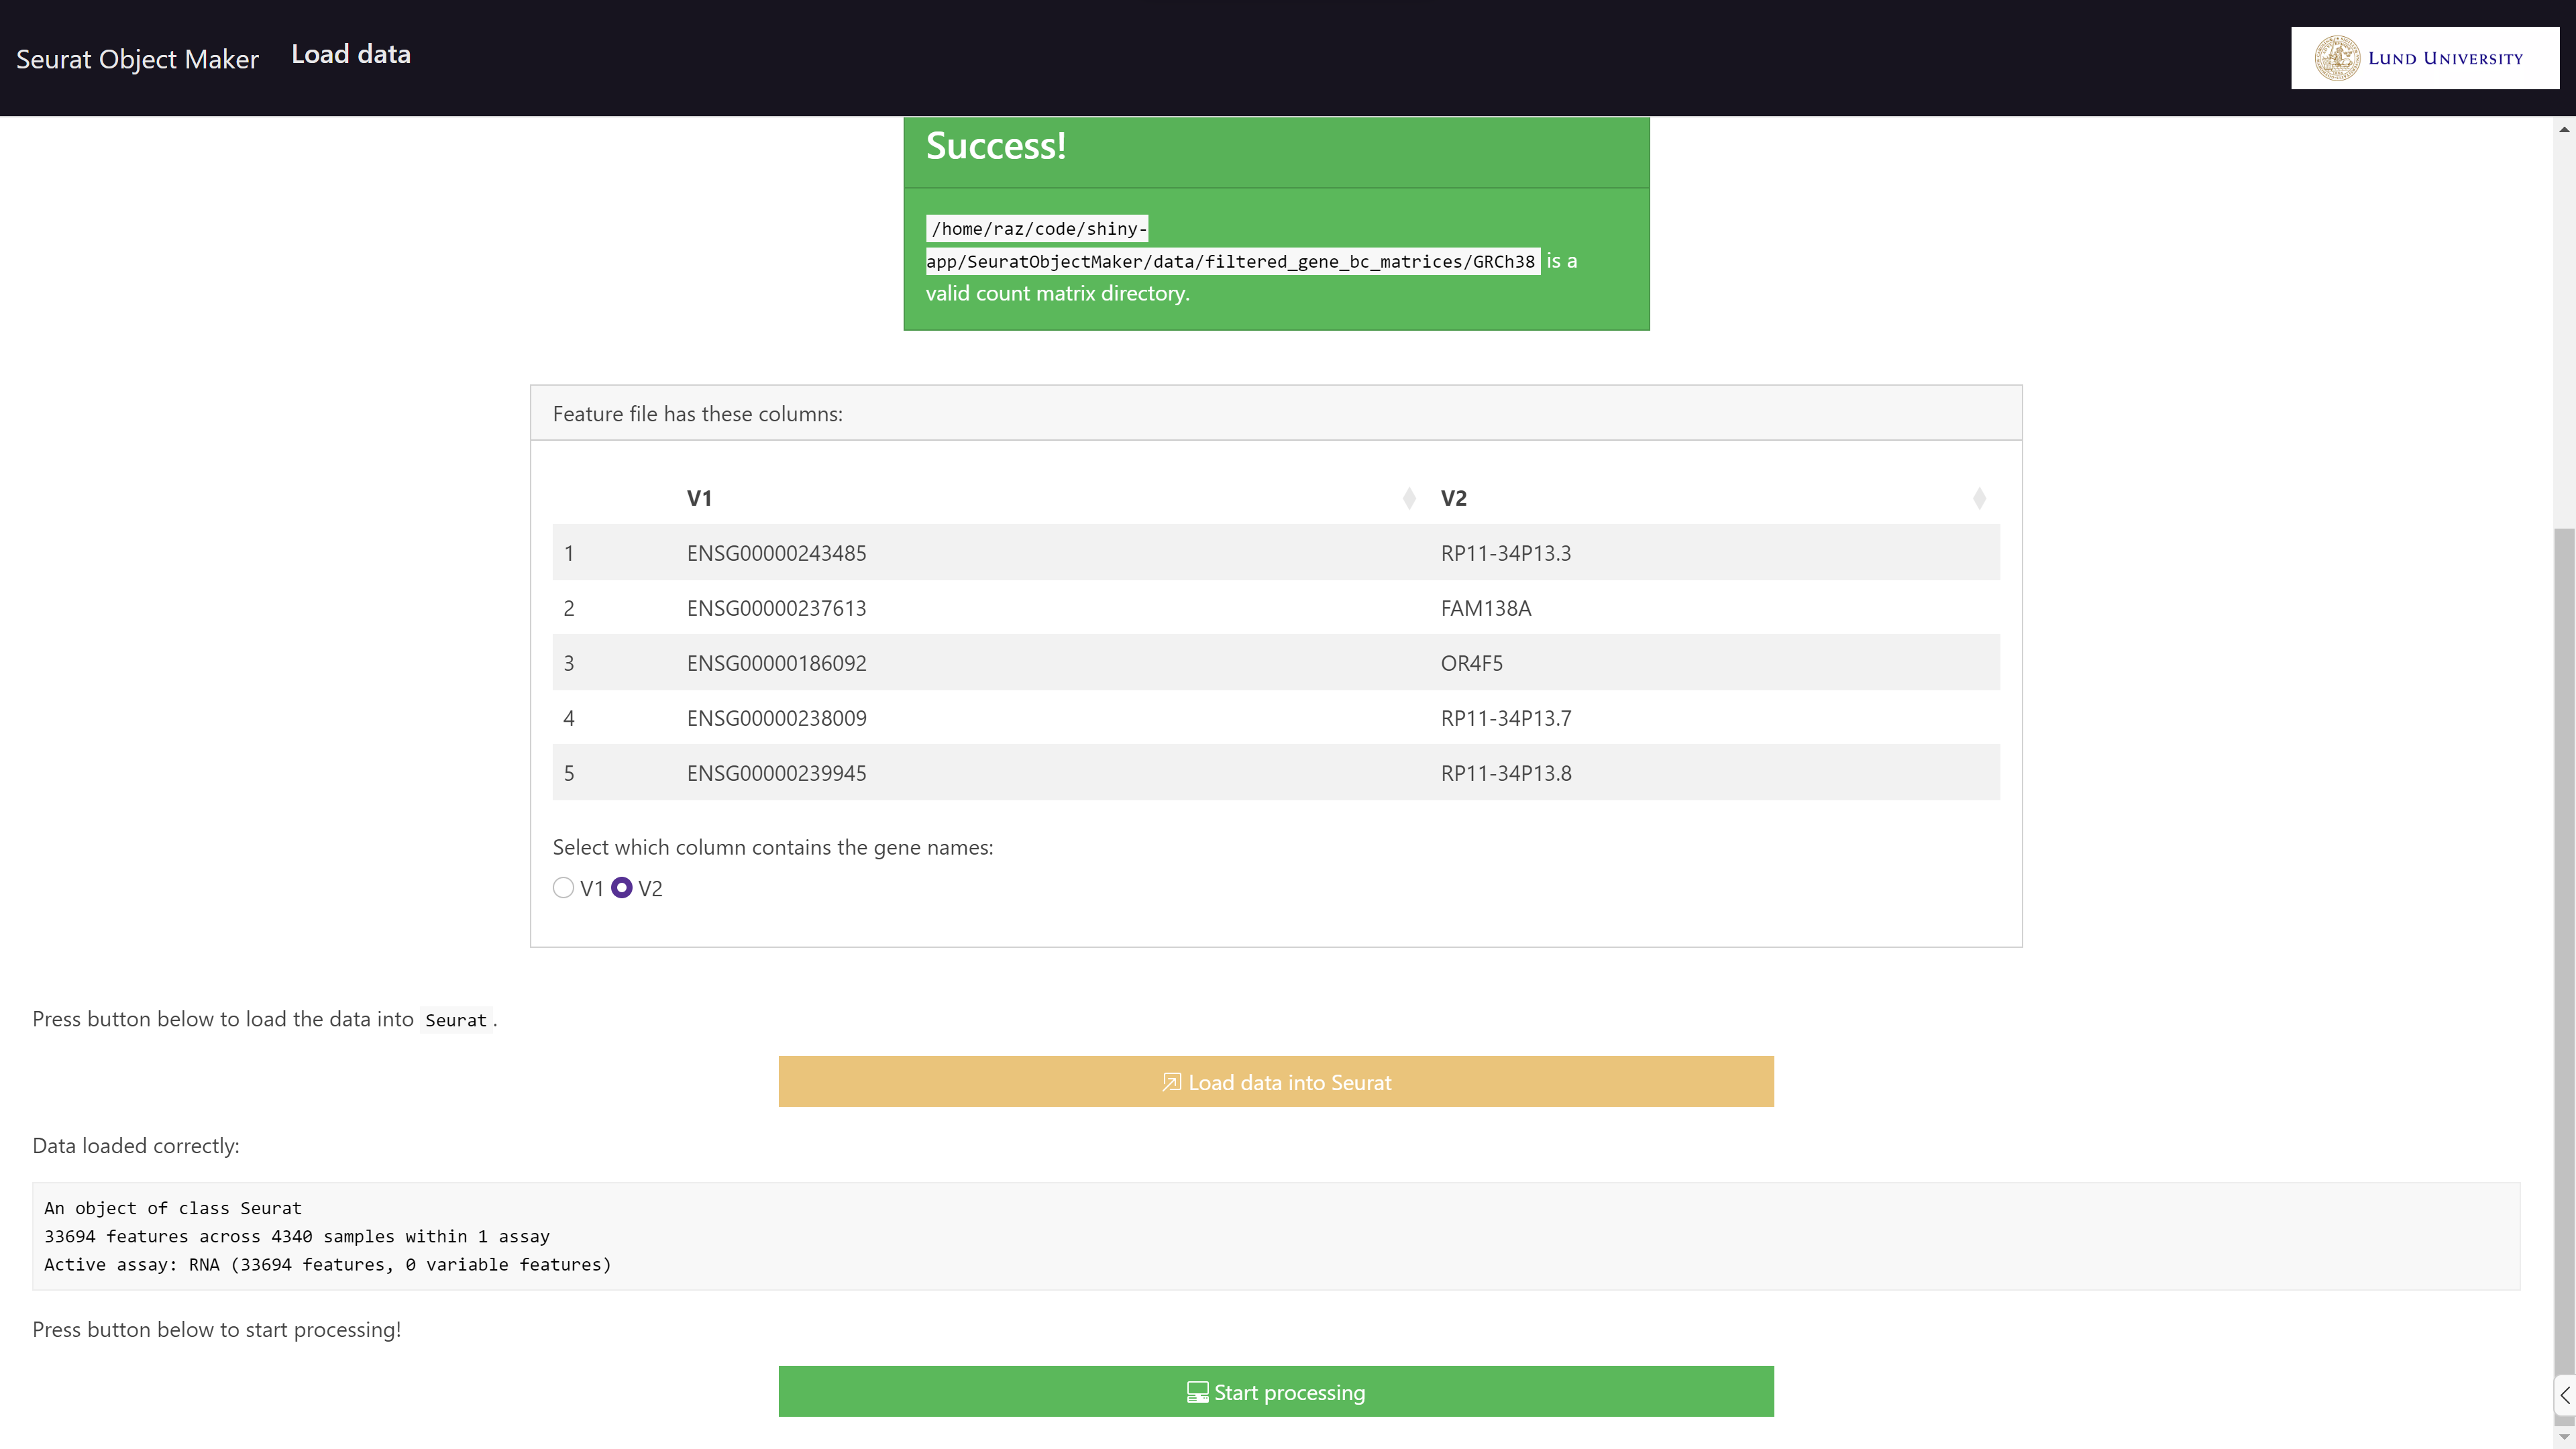 Seurat Object Maker Load data
LUND UNIVERSITY
Success!
/home/raz/code/shiny-
app/SeuratObjectMaker/data/filtered_gene_bc_matrices/GRCh38 is a
valid count matrix directory.
Feature file has these columns:
V1 V2
1 ENSG00000243485 RP11-34P13.3
2 ENSG00000237613 FAM138A
3 ENSG00000186092 OR4F5
4 ENSG00000238009 RP11-34P13.7
5 ENSG00000239945 RP11-34P13.8
Select which column contains the gene names:
V1 V2
Press button below to load the data into Seurat.
Load data into Seurat
Data loaded correctly:
An object of class Seurat
33694 features across 4340 samples within 1 assay
Active assay: RNA (33694 features, 0 variable features)
Press button below to start processing!
Start processing